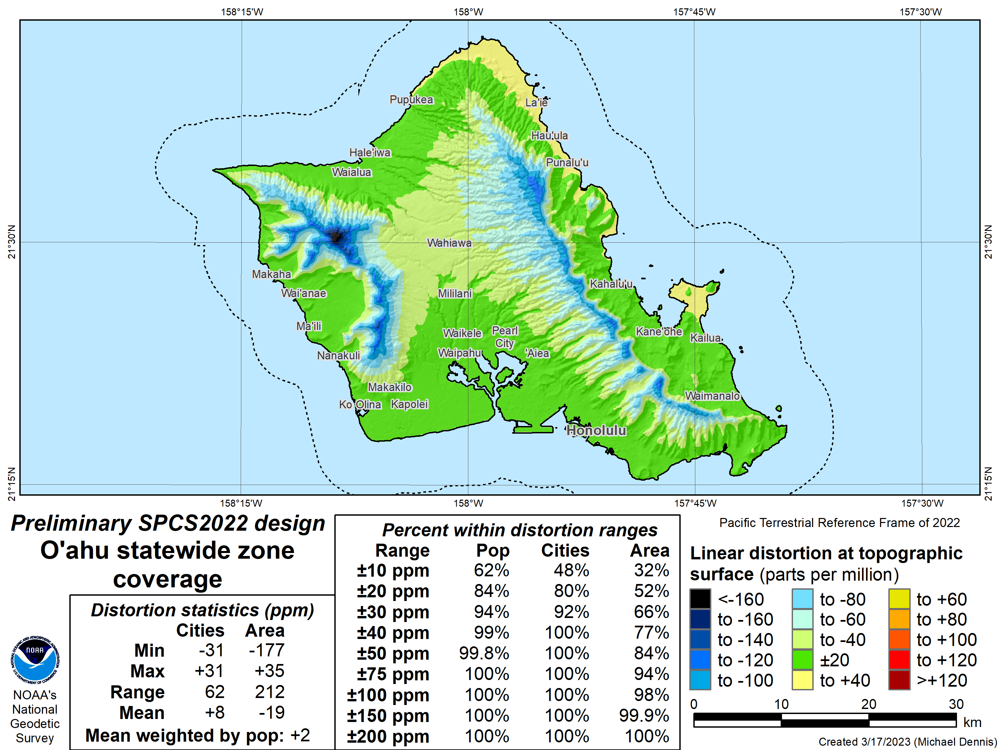 158°15'W 158°W 157°45'W 157°30'W
21°30'N
21°30'N
21°15'N
21°15'N
Pupukea
La'ie
Hau'ula
Hale'iwa
Punalu'u
Waialua
Wahiawa
Makaha
Kahalu'u
Wai'anae
Mililani
Ma'ili
Waikele
Pearl
City
Kane'ohe
Kailua
Nanakuli
Waipahu
'Aiea
Makakilo
Waimanalo
Ko Olina
Kapolei
Honolulu
158°15'W 158°W 157°45'W 157°30'W
Preliminary SPCS2022 design
O'ahu statewide zone
coverage
Distortion statistics (ppm)
Cities Area
Min -31 -177
Max +31 +35
Range 62 212
Mean +8 -19
Mean weighted by pop: +2
NATIONAL OCEANIC AND ATMOSPHERIC ADMINISTRATION
NOAA
U.S. DEPARTMENT OF COMMERCE
NOAA's
National
Geodetic
Survey
Percent within distortion ranges
Range Pop Cities Area
±10 ppm 62% 48% 32%
±20 ppm 84% 80% 52%
±30 ppm 94% 92% 66%
±40 ppm 99% 100% 77%
±50 ppm 99.8% 100% 84%
±75 ppm 100% 100% 94%
±100 ppm 100% 100% 98%
±150 ppm 100% 100% 99.9%
±200 ppm 100% 100% 100%
Pacific Terrestrial Reference Frame of 2022
Linear distortion at topographic
surface (parts per million)
<-160 to -80 to +60
to -160 to -60 to +80
to -140 to -40 to +100
to -120 ±20 to +120
to -100 to +40 >+120
0 10 20 30
km
Created 3/17/2023 (Michael Dennis)